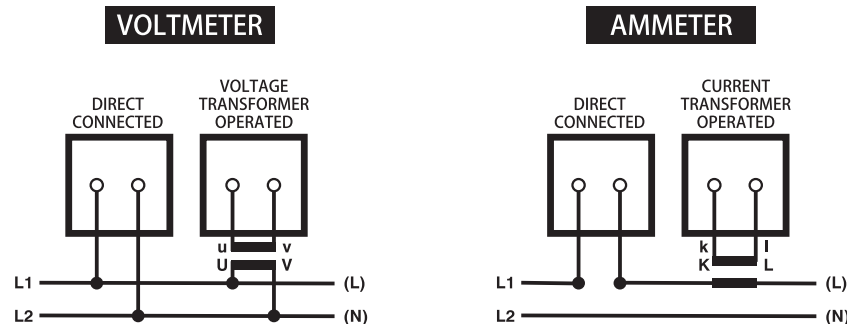 VOLTMETER
DIRECT
CONNECTED
VOLTAGE
TRANSFORMER
OPERATED
u v
U V
L1 (L)
L2 (N)
AMMETER
DIRECT
CONNECTED
CURRENT
TRANSFORMER
OPERATED
k l
K L
L1 (L)
L2 (N)